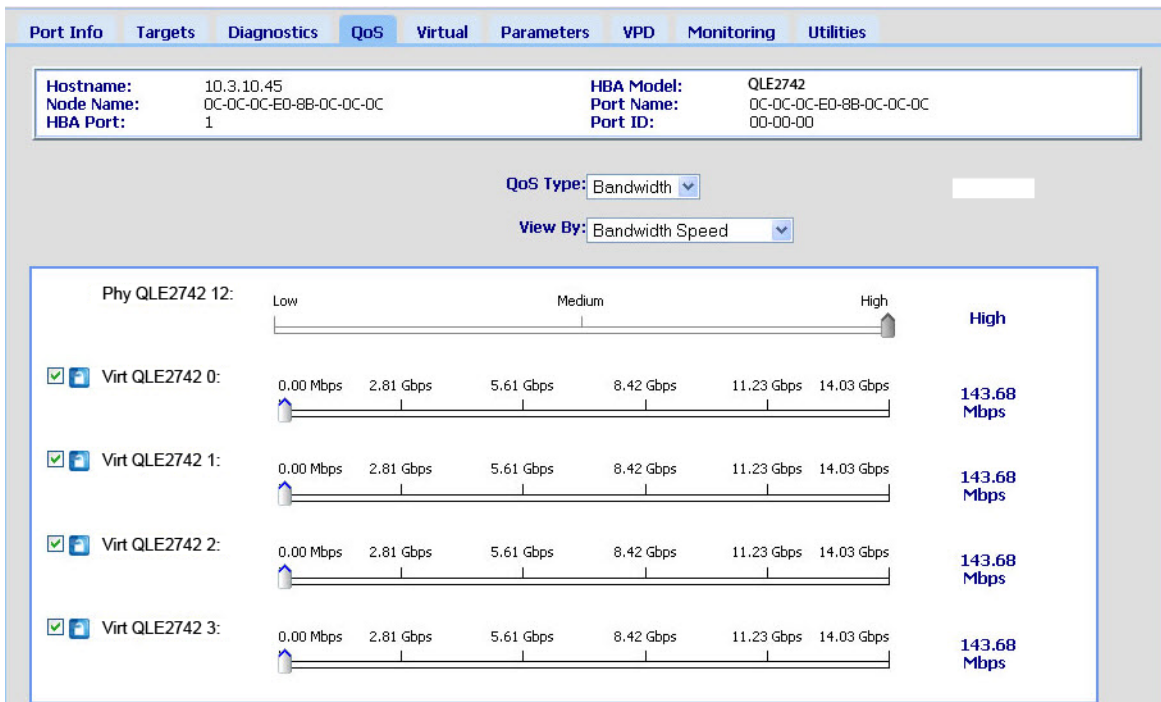 Port Info Targets Diagnostics QoS Virtual Parameters VPD Monitoring Utilities
Hostname: 10.3.10.45 HBA Model: QLE2742
Node Name: 0C-0C-0C-E0-8B-0C-0C-0C Port Name: 0C-0C-0C-E0-8B-0C-0C-0C
HBA Port: 1 Port ID: 00-00-00
QoS Type: Bandwidth
View By: Bandwidth Speed
Phy QLE2742 12: Low Medium High High
Virt QLE2742 0: 0.00 Mbps 2.81 Gbps 5.61 Gbps 8.42 Gbps 11.23 Gbps 14.03 Gbps 143.68
Mbps
Virt QLE2742 1: 0.00 Mbps 2.81 Gbps 5.61 Gbps 8.42 Gbps 11.23 Gbps 14.03 Gbps 143.68
Mbps
Virt QLE2742 2: 0.00 Mbps 2.81 Gbps 5.61 Gbps 8.42 Gbps 11.23 Gbps 14.03 Gbps 143.68
Mbps
Virt QLE2742 3: 0.00 Mbps 2.81 Gbps 5.61 Gbps 8.42 Gbps 11.23 Gbps 14.03 Gbps 143.68
Mbps